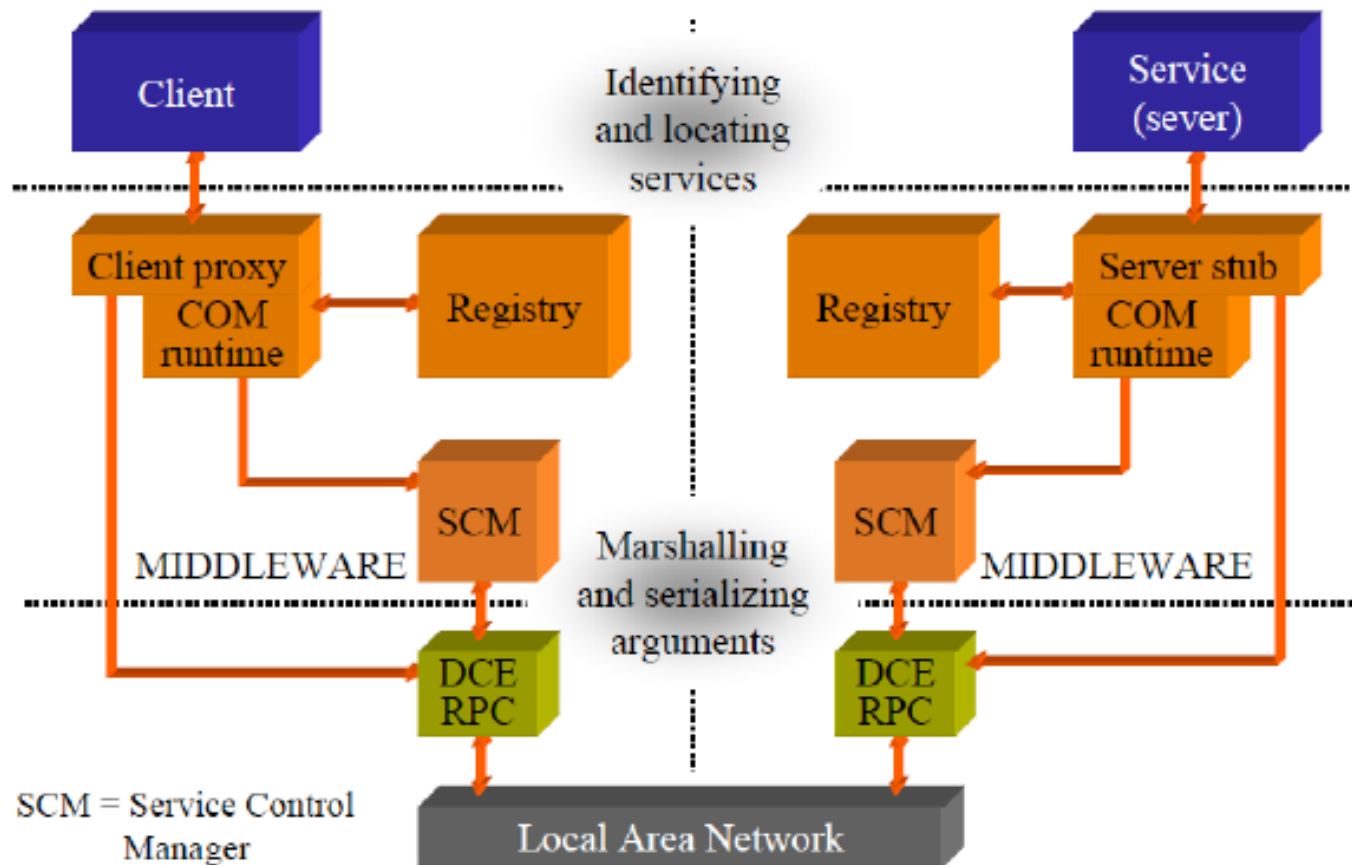 Client
Identifying
and locating
services
Service
(sever)
Client proxy
COM
runtime
Registry
Registry
Server stub
COM
runtime
SCM
SCM
MIDDLEWARE
Marshalling
and serializing
arguments
MIDDLEWARE
DCE
RPC
DCE
RPC
SCM = Service Control
Manager
Local Area Network